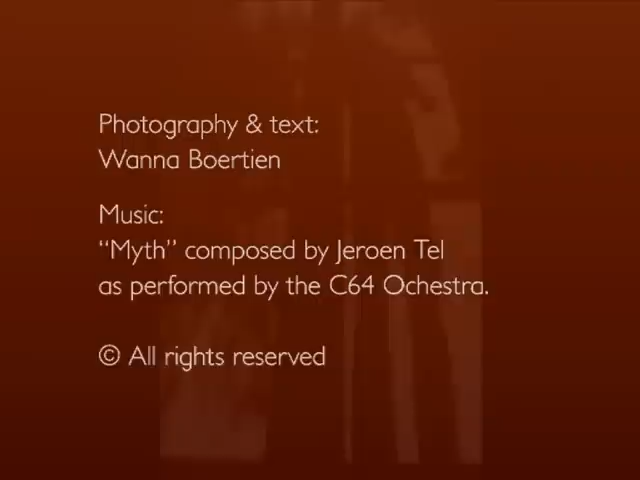 Photography & text:
Wanna Boertien
Music:
“Myth” composed by Jeroen Tel
as performed by the C64 Ochestra.
© All rights reserved